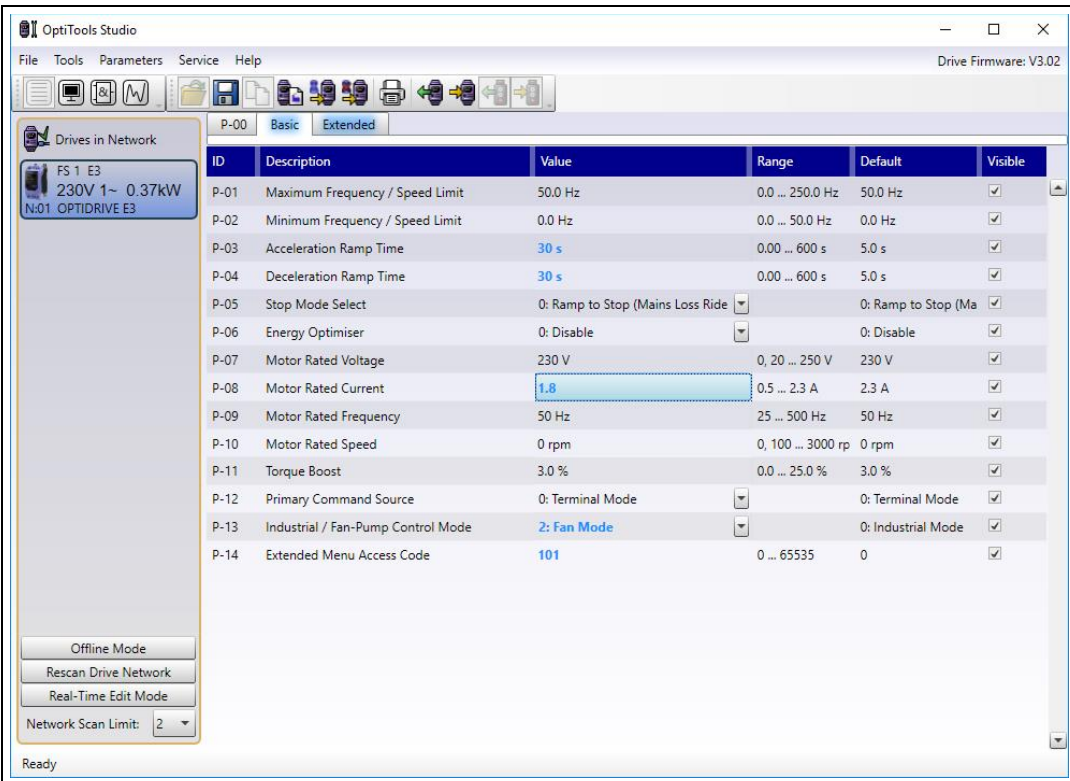 OptiTools Studio
File Tools Parameters Service Help Drive Firmware: V3.02
Drives in Network
FS 1 E3
230V 1~ 0.37kW
N:01 OPTIDRIVE E3
P-00 Basic Extended
ID Description Value Range Default Visible
P-01 Maximum Frequency / Speed Limit 50.0 Hz 0.0 ... 250.0 Hz 50.0 Hz
P-02 Minimum Frequency / Speed Limit 0.0 Hz 0.0 ... 50.0 Hz 0.0 Hz
P-03 Acceleration Ramp Time 30 s 0.00 ... 600 s 5.0 s
P-04 Deceleration Ramp Time 30 s 0.00 ... 600 s 5.0 s
P-05 Stop Mode Select 0: Ramp to Stop (Mains Loss Ride 0: Ramp to Stop (Ma
P-06 Energy Optimiser 0: Disable 0: Disable
P-07 Motor Rated Voltage 230 V 0, 20 ... 250 V 230 V
P-08 Motor Rated Current 1.8 0.5 ... 2.3 A 2.3 A
P-09 Motor Rated Frequency 50 Hz 25 ... 500 Hz 50 Hz
P-10 Motor Rated Speed 0 rpm 0, 100 ... 3000 rp 0 rpm
P-11 Torque Boost 3.0 % 0.0 ... 25.0 % 3.0 %
P-12 Primary Command Source 0: Terminal Mode 0: Terminal Mode
P-13 Industrial / Fan-Pump Control Mode 2: Fan Mode 0: Industrial Mode
P-14 Extended Menu Access Code 101 0 ... 65535 0
Offline Mode
Rescan Drive Network
Real-Time Edit Mode
Network Scan Limit: 2
Ready